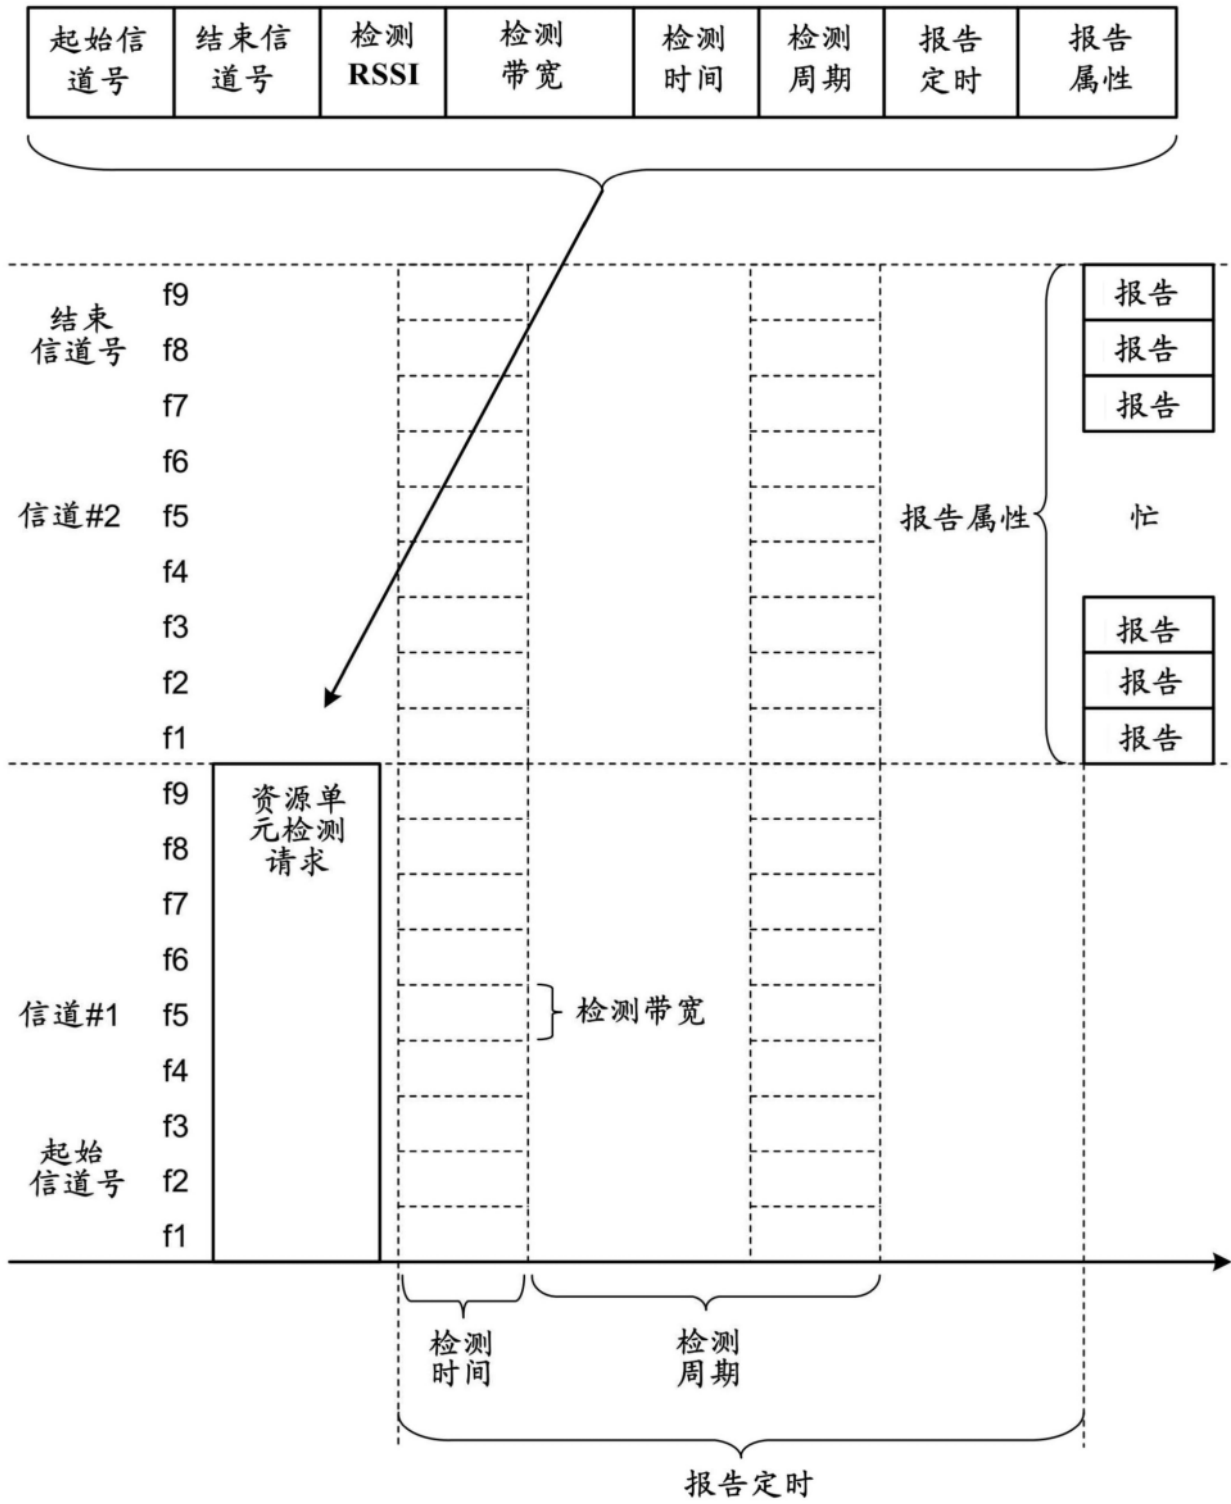 起始信
道号
结束信
道号
检测
RSSI
检测
带宽
检测
时间
检测
周期
报告
定时
报告
属性
结束
信道号
f9
f8
f7
f6
信道#2
f5
f4
f3
f2
f1
报告
报告
报告
报告属性
忙
报告
报告
报告
资源单
元检测
请求
f9
f8
f7
f6
信道#1
f5
检测带宽
f4
f3
起始
信道号
f2
f1
检测
时间
检测
周期
报告定时